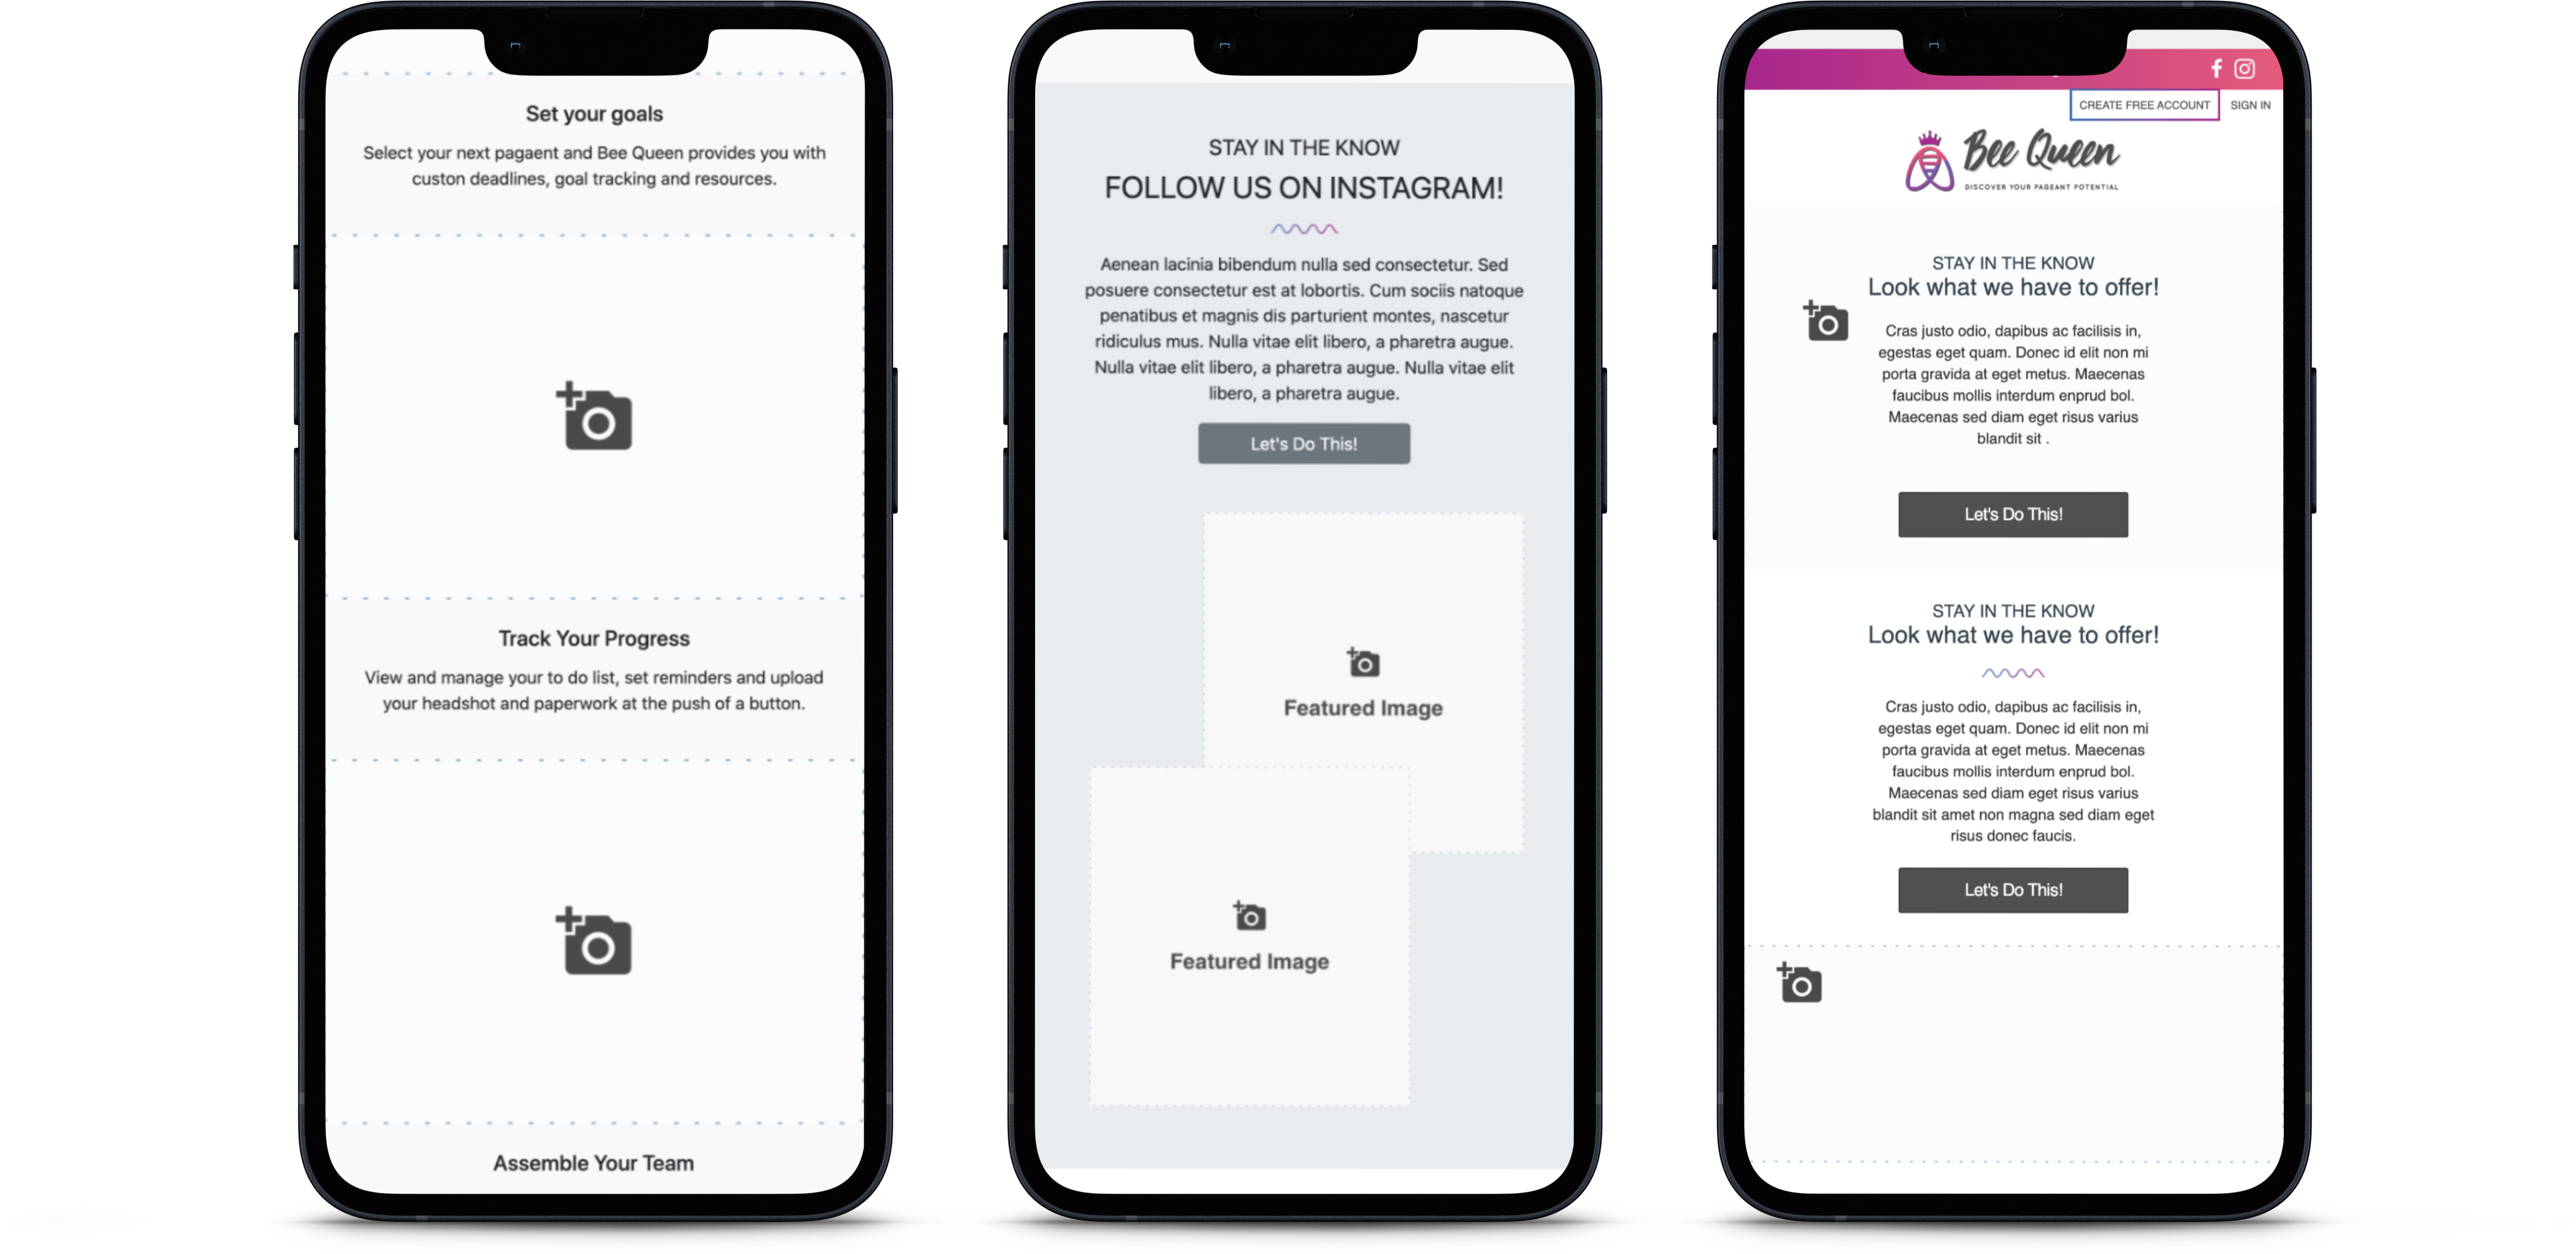 Set your goals
Select your next pagaent and Bee Queen provides you with
custon deadlines, goal tracking and resources.
Track Your Progress
View and manage your to do list, set reminders and upload
your headshot and paperwork at the push of a button.
Assemble Your Team
STAY IN THE KNOW
FOLLOW US ON INSTAGRAM!
Aenean lacinia bibendum nulla sed consectetur. Sed
posuere consectetur est at lobortis. Cum sociis natoque
penatibus et magnis dis parturient montes, nascetur
ridiculus mus. Nulla vitae elit libero, a pharetra augue.
Nulla vitae elit libero, a pharetra augue. Nulla vitae elit
libero, a pharetra augue.
Let's Do This!
Featured Image
Featured Image
CREATE FREE ACCOUNT SIGN IN
Bee Queen
DISCOVER YOUR PAGEANT POTENTIAL
STAY IN THE KNOW
Look what we have to offer!
Cras justo odio, dapibus ac facilisis in,
egestas eget quam. Donec id elit non mi
porta gravida at eget metus. Maecenas
faucibus mollis interdum enprud bol.
Maecenas sed diam eget risus varius
blandit sit .
Let's Do This!
STAY IN THE KNOW
Look what we have to offer!
Cras justo odio, dapibus ac facilisis in,
egestas eget quam. Donec id elit non mi
porta gravida at eget metus. Maecenas
faucibus mollis interdum enprud bol.
Maecenas sed diam eget risus varius
blandit sit amet non magna sed diam eget
risus donec faucis.
Let's Do This!